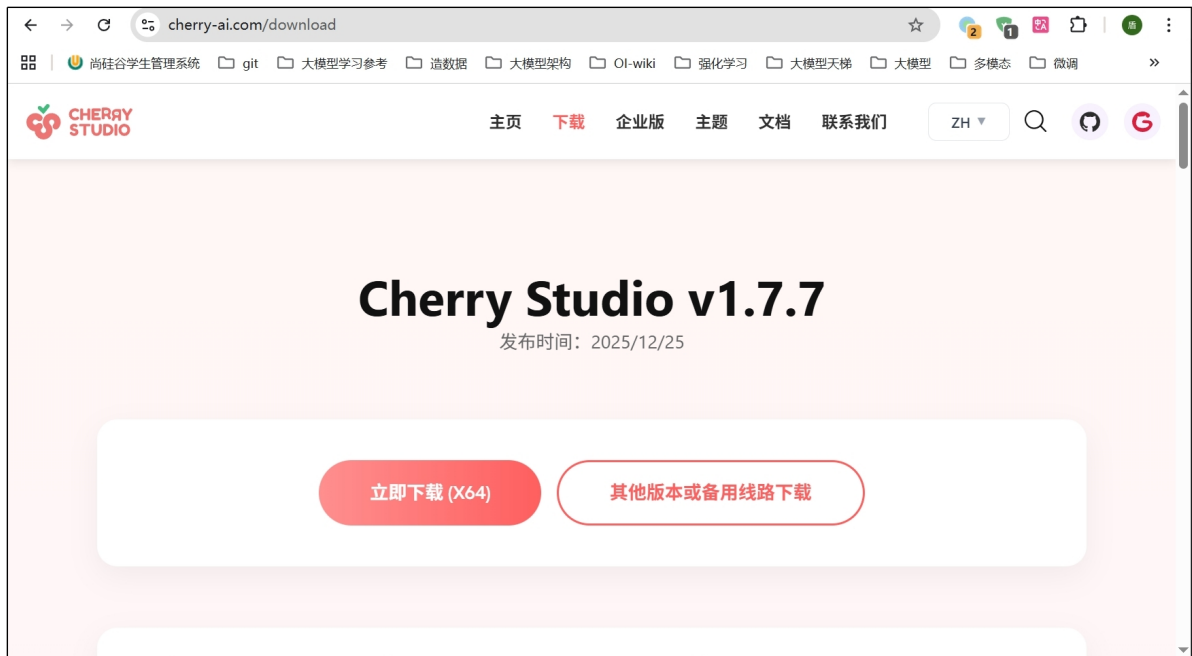 cherry-ai.com/download
2
1
盾
尚硅谷学生管理系统 git 大模型学习参考 造数据 大模型架构 OI-wiki 强化学习 大模型天梯 大模型 多模态 微调 »
CHERRY
STUDIO
主页 下载 企业版 主题 文档 联系我们 ZH ▼
Cherry Studio v1.7.7
发布时间：2025/12/25
立即下载 (X64) 其他版本或备用线路下载